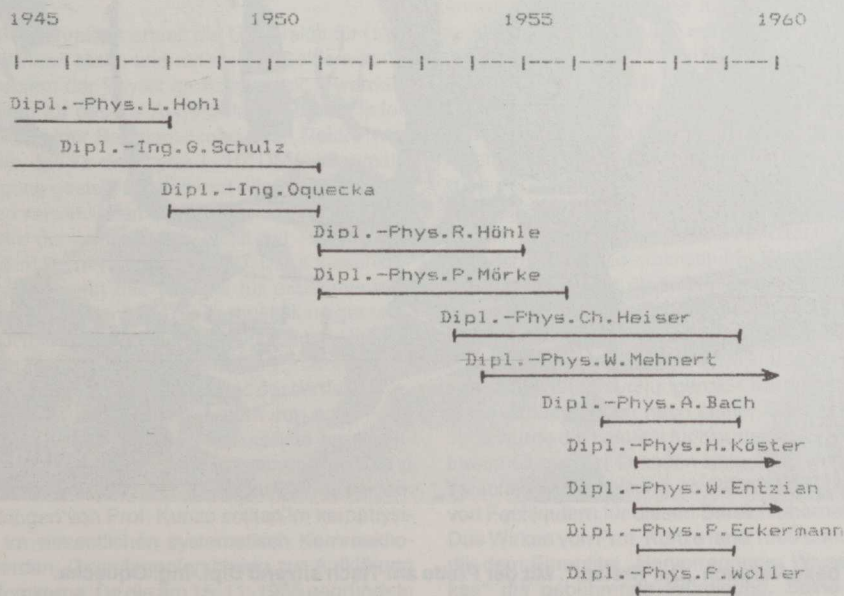 1945 1950 1955 1960
Dipl.-Phys.L.Hohl
Dipl.-Ing.G.Schulz
Dipl.-Ing.Oquecka
Dipl.-Phys.R.Höhle
Dipl.-Phys.P.Mörke
Dipl.-Phys.Ch.Heiser
Dipl.-Phys.W.Mehnert
Dipl.-Phys.A.Bach
Dipl.-Phys.H.Köster
Dipl.-Phys.W.Entzian
Dipl.-Phys.P.Eckermann
Dipl.-Phys.P.Woller